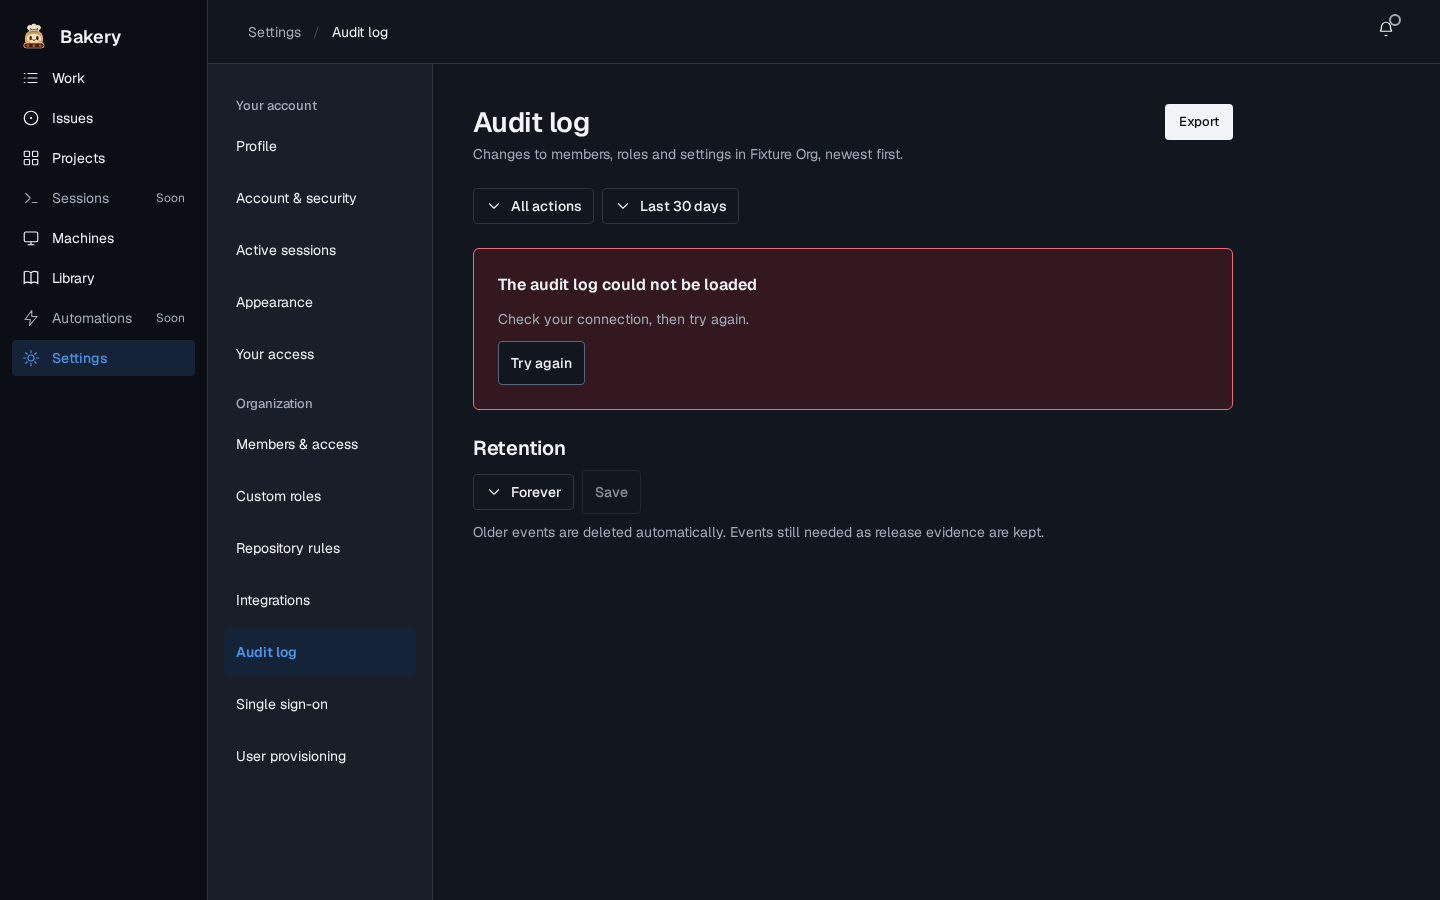 Bakery
Work
Issues
Projects
Sessions Soon
Machines
Library
Automations Soon
Settings
Settings / Audit log
Your account
Profile
Account & security
Active sessions
Appearance
Your access
Organization
Members & access
Custom roles
Repository rules
Integrations
Audit log
Single sign-on
User provisioning
Audit log
Export
Changes to members, roles and settings in Fixture Org, newest first.
All actions
Last 30 days
The audit log could not be loaded
Check your connection, then try again.
Try again
Retention
Forever
Save
Older events are deleted automatically. Events still needed as release evidence are kept.